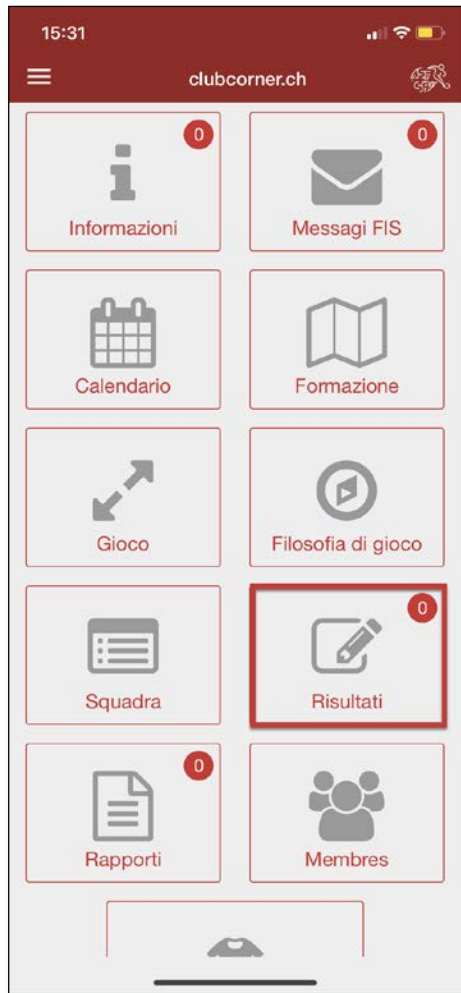 15:31
clubcorner.ch
0
0
Informazioni
Messagi FIS
Calendario
Formazione
Gioco
Filosofia di gioco
0
Squadra
Risultati
0
Rapporti
Membres